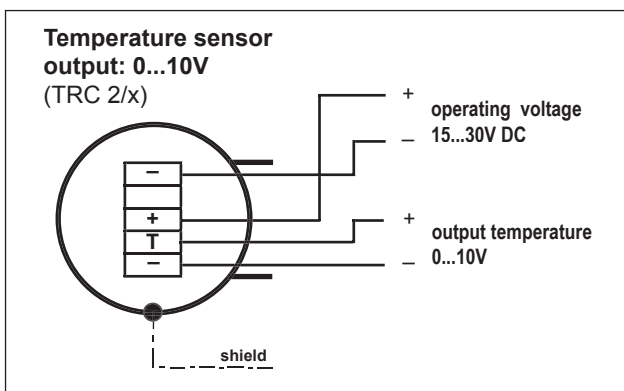 Temperature sensor
output: 0...10V
(TRC 2/x)
+
operating voltage
–
15...30V DC
–
+
T
–
+
output temperature
–
0...10V
shield